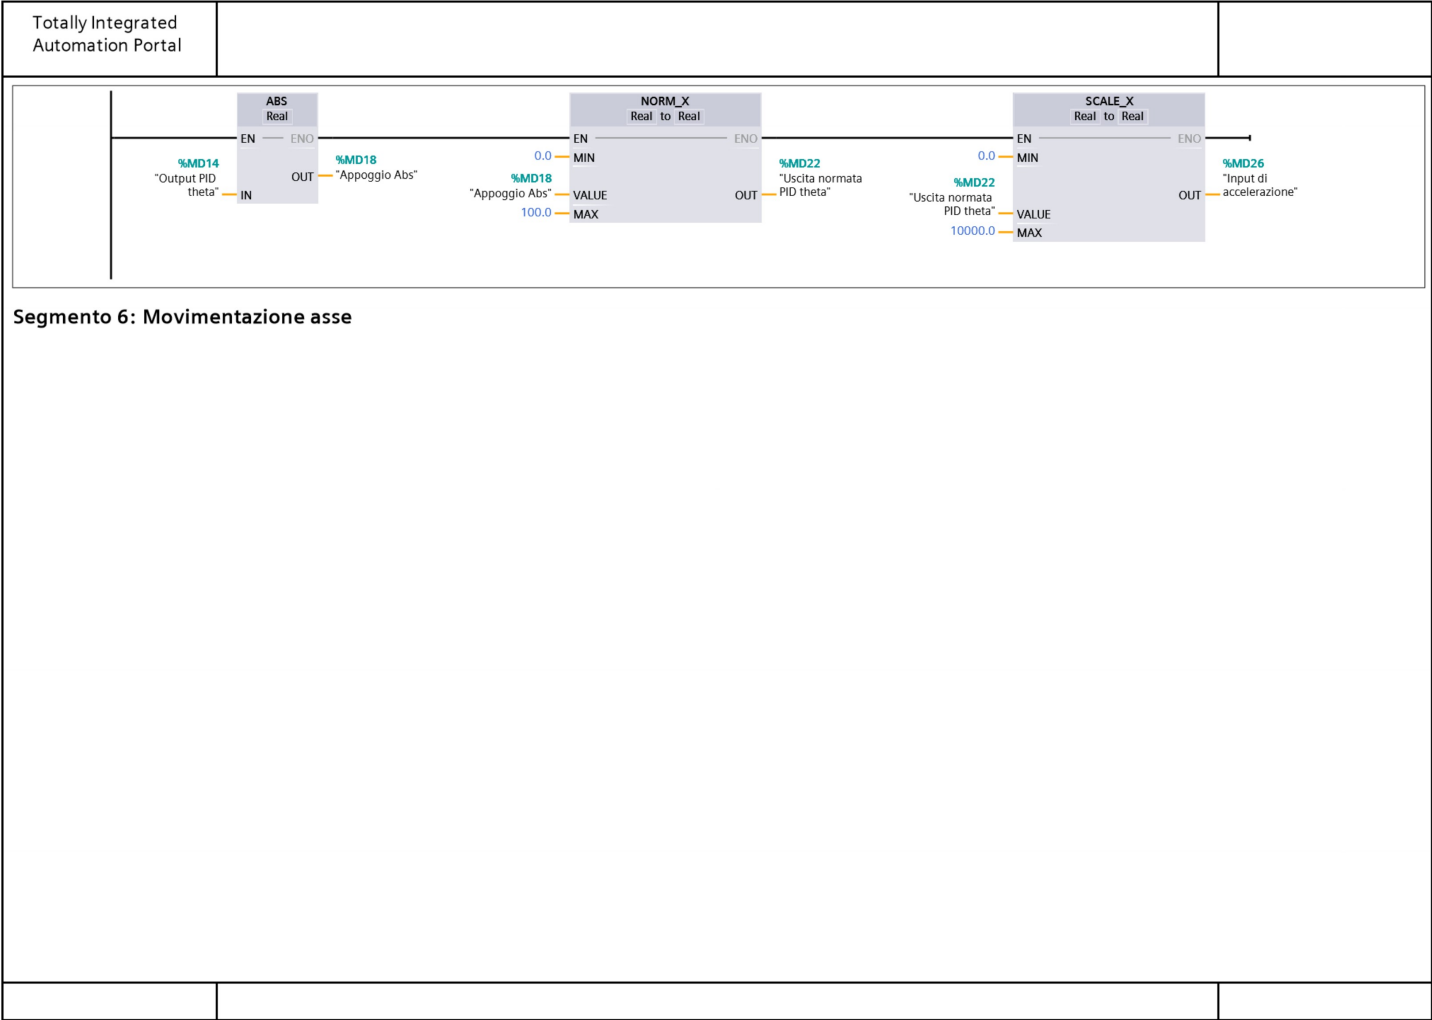 Totally Integrated
Automation Portal
ABS
Real
EN ENO
%MD14
"Output PID
theta"
IN
OUT
%MD18
"Appoggio Abs"
NORM_X
Real to Real
EN ENO
0.0 MIN
%MD18
"Appoggio Abs" VALUE
100.0 MAX
OUT
%MD22
"Uscita normata
PID theta"
SCALE_X
Real to Real
EN ENO
0.0 MIN
%MD22
"Uscita normata
PID theta" VALUE
10000.0 MAX
OUT
%MD26
"Input di
accelerazione"
Segmento 6: Movimentazione asse